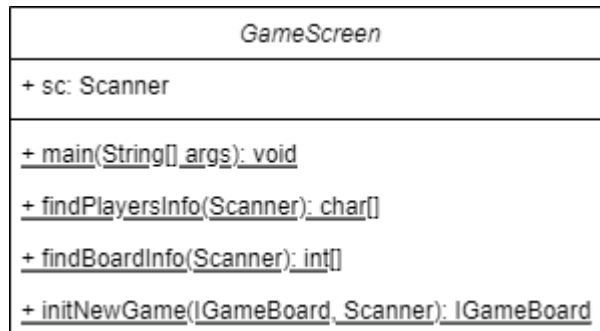 GameScreen
+ sc: Scanner
+ main(String[] args): void
+ findPlayersInfo(Scanner): char[]
+ findBoardInfo(Scanner): int[]
+ initNewGame(IGameBoard, Scanner): IGameBoard